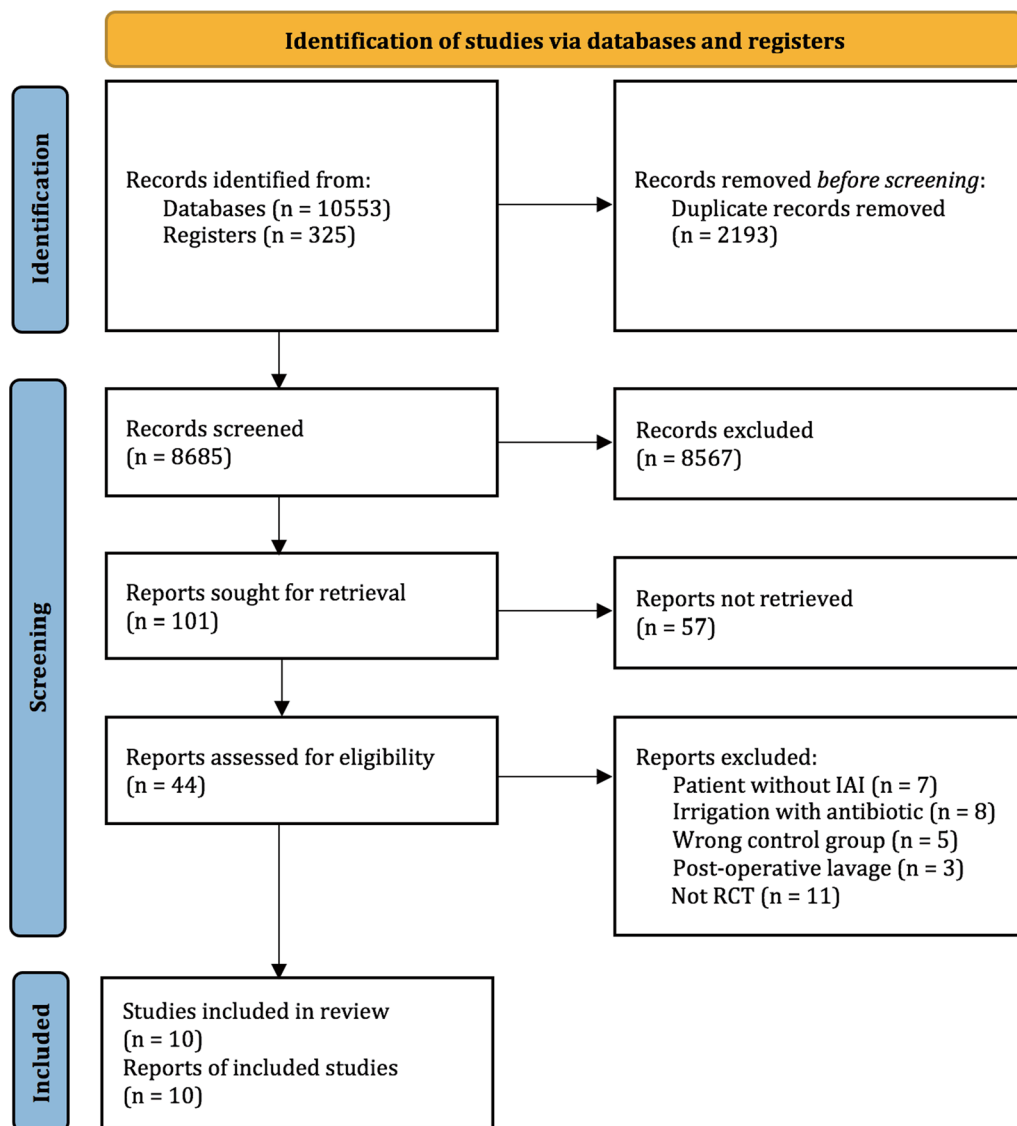 Identification of studies via databases and registers
Identification
Records identified from:
Databases (n = 10553)
Registers (n = 325)
Records removed before screening:
Duplicate records removed
(n = 2193)
Screening
Records screened
(n = 8685)
Records excluded
(n = 8567)
Reports sought for retrieval
(n = 101)
Reports not retrieved
(n = 57)
Reports assessed for eligibility
(n = 44)
Reports excluded:
Patient without IAI (n = 7)
Irrigation with antibiotic (n = 8)
Wrong control group (n = 5)
Post-operative lavage (n = 3)
Not RCT (n = 11)
Included
Studies included in review
(n = 10)
Reports of included studies
(n = 10)